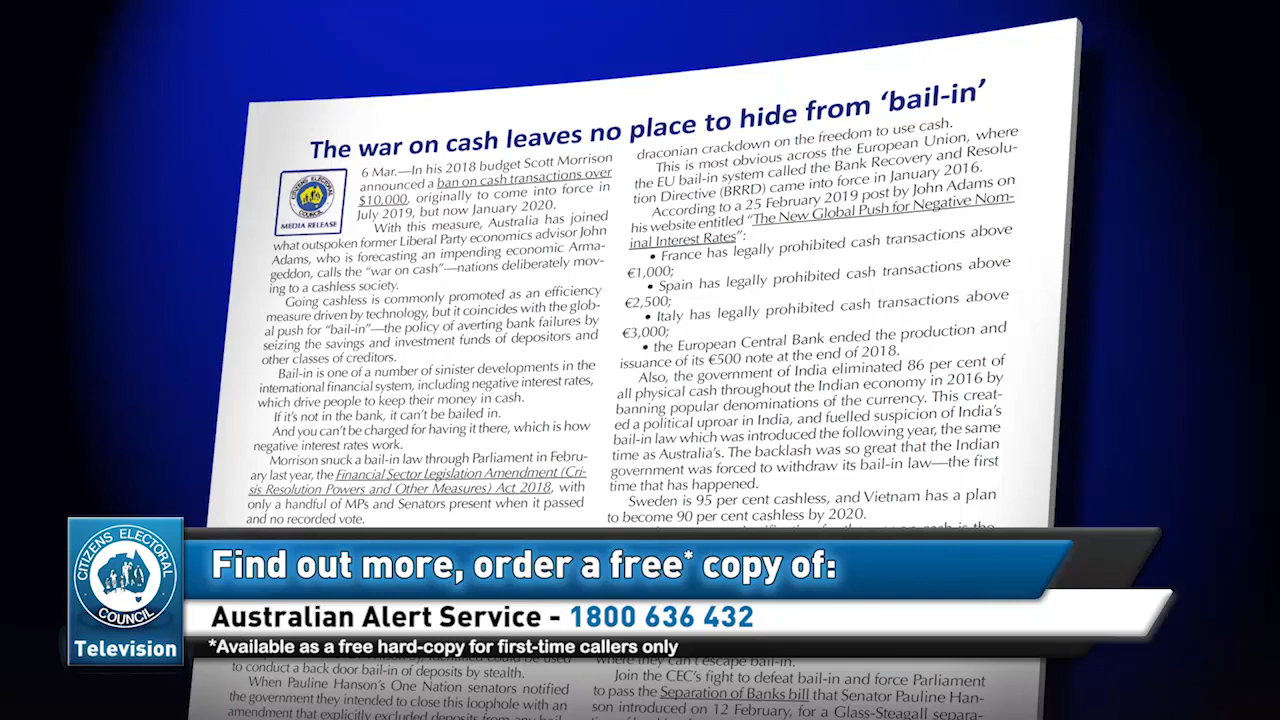 The war on cash leaves no place to hide from ‘bail-in’
CITIZENS ELECTORAL
COUNCIL
MEDIA RELEASE
6 Mar.—In his 2018 budget Scott Morrison
announced a ban on cash transactions over
$10,000, originally to come into force in
July 2019, but now January 2020.
With this measure, Australia has joined
what outspoken former Liberal Party economics advisor John
Adams, who is forecasting an impending economic Arma-
geddon, calls the “war on cash”—nations deliberately mov-
ing to a cashless society.
Going cashless is commonly promoted as an efficiency
measure driven by technology, but it coincides with the glob-
al push for “bail-in”—the policy of averting bank failures by
seizing the savings and investment funds of depositors and
other classes of creditors.
Bail-in is one of a number of sinister developments in the
international financial system, including negative interest rates,
which drive people to keep their money in cash.
If it’s not in the bank, it can’t be bailed in.
And you can’t be charged for having it there, which is how
negative interest rates work.
Morrison snuck a bail-in law through Parliament in Febru-
ary last year, the Financial Sector Legislation Amendment (Cri-
sis Resolution Powers and Other Measures) Act 2018, with
only a handful of MPs and Senators present when it passed
and no recorded vote.
draconian crackdown on the freedom to use cash.
This is most obvious across the European Union, where
the EU bail-in system called the Bank Recovery and Resolu-
tion Directive (BRRD) came into force in January 2016.
According to a 25 February 2019 post by John Adams on
his website entitled “The New Global Push for Negative Nom-
inal Interest Rates”:
• France has legally prohibited cash transactions above
€1,000;
• Spain has legally prohibited cash transactions above
€2,500;
• Italy has legally prohibited cash transactions above
€3,000;
• the European Central Bank ended the production and
issuance of its €500 note at the end of 2018.
Also, the government of India eliminated 86 per cent of
all physical cash throughout the Indian economy in 2016 by
banning popular denominations of the currency. This creat-
ed a political uproar in India, and fuelled suspicion of India’s
bail-in law which was introduced the following year, the same
time as Australia’s. The backlash was so great that the Indian
government was forced to withdraw its bail-in law—the first
time that has happened.
Sweden is 95 per cent cashless, and Vietnam has a plan
to become 90 per cent cashless by 2020.
CITIZENS ELECTORAL
COUNCIL
Television
Find out more, order a free* copy of:
Australian Alert Service - 1800 636 432
*Available as a free hard-copy for first-time callers only
to conduct a back door bail-in of deposits by stealth.
When Pauline Hanson’s One Nation senators notified
the government they intended to close this loophole with an
amendment that explicitly excluded deposits from any bail-
where they can’t escape bail-in.
Join the CEC’s fight to defeat bail-in and force Parliament
to pass the Separation of Banks bill that Senator Pauline Han-
son introduced on 12 February, for a Glass-Steagall separa-